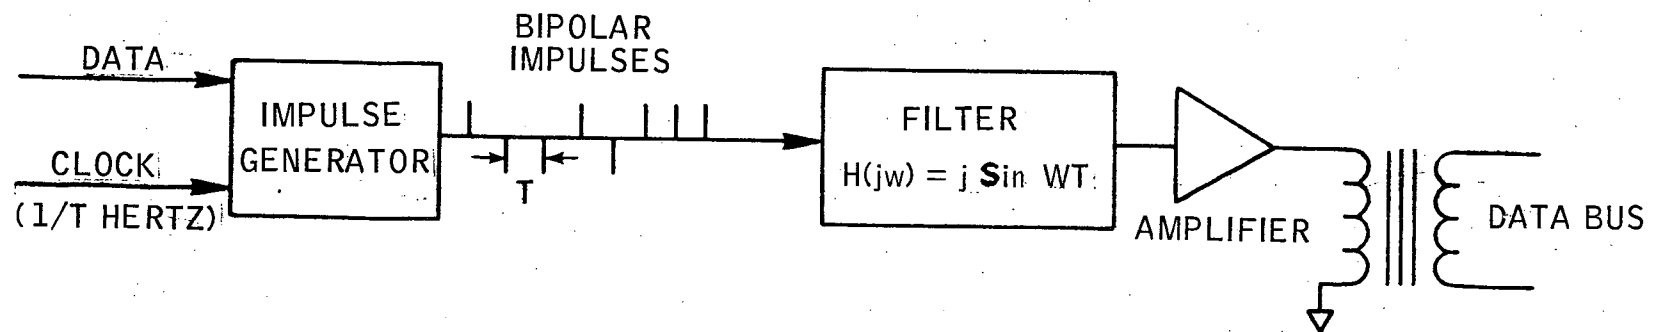 BIPOLAR
IMPULSES
DATA
CLOCK
(1/T HERTZ)
IMPULSE
GENERATOR
T
FILTER
H(jw) = j Sin WT
AMPLIFIER
DATA BUS